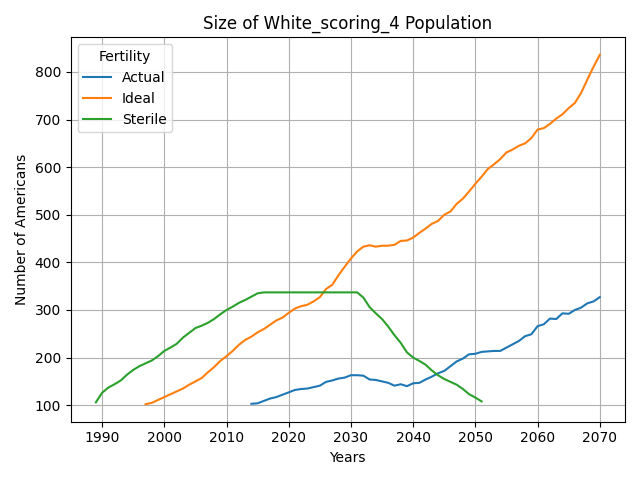 Size of White_scoring_4 Population
Fertility
Actual
Ideal
Sterile
Number of Americans
800
700
600
500
400
300
200
100
1990 2000 2010 2020 2030 2040 2050 2060 2070
Years